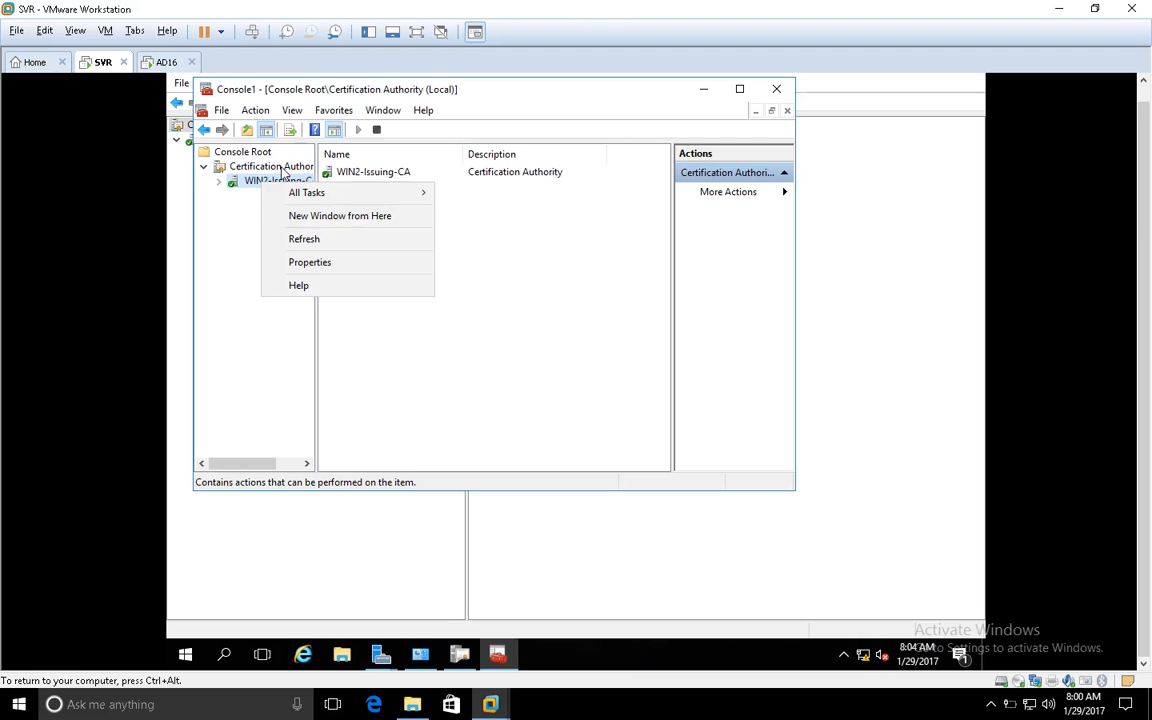 SVR - VMware Workstation
File Edit View VM Tabs Help
Home SVR AD16
File
Console1 - [Console Root\Certification Authority (Local)]
File Action View Favorites Window Help
Console Root
Certification Author
WIN2-Issuing-C
Name Description
WIN2-Issuing-CA Certification Authority
Actions
Certification Authori...
More Actions
All Tasks
New Window from Here
Refresh
Properties
Help
Contains actions that can be performed on the item.
Activate Windows
Go to Settings to activate Windows.
8:04 AM
1/29/2017
1
To return to your computer, press Ctrl+Alt.
Ask me anything
8:00 AM
1/29/2017